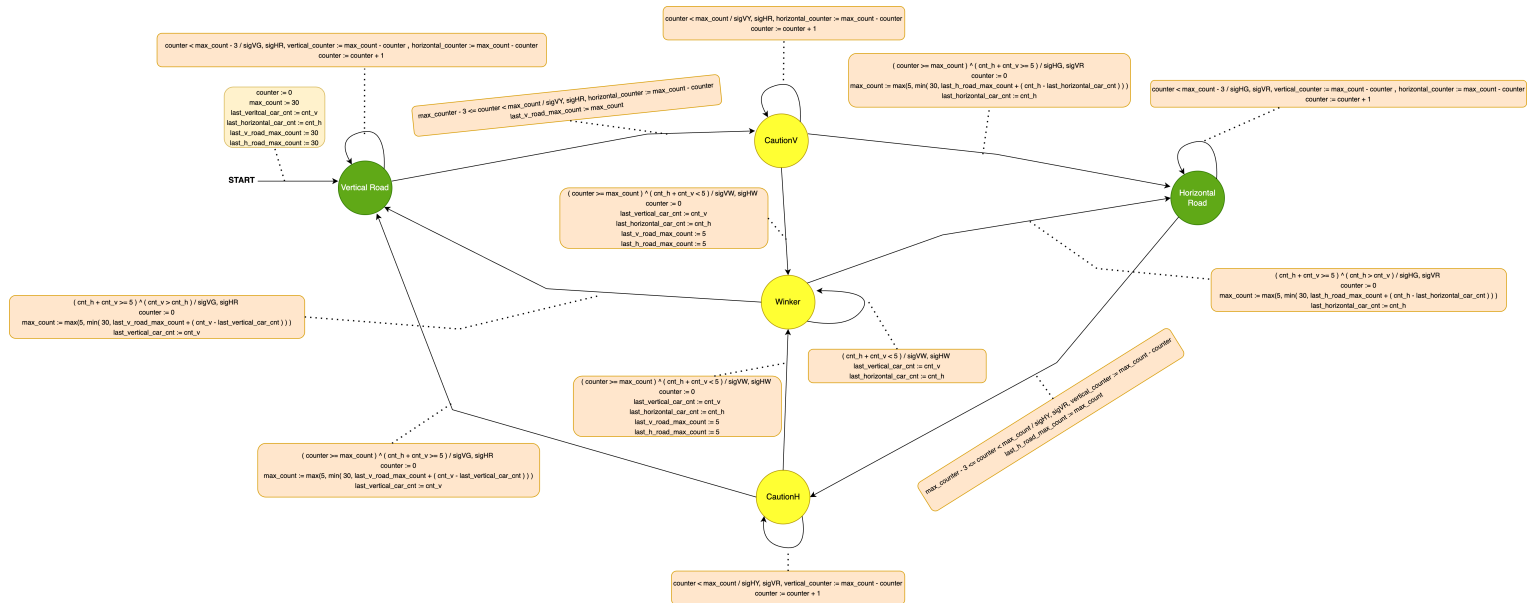 counter < max_count / sigVY, sigHR, horizontal_counter := max_count - counter
counter := counter + 1
counter < max_count - 3 / sigVG, sigHR, vertical_counter := max_count - counter , horizontal_counter := max_count - counter
counter := counter + 1
( counter >= max_count ) ^ ( cnt_h + cnt_v >= 5 ) / sigHG, sigVR
counter := 0
max_count := max(5, min( 30, last_h_road_max_count + ( cnt_h - last_horizontal_car_cnt ) ) )
last_horizontal_car_cnt := cnt_h
counter < max_count - 3 / sigHG, sigVR, vertical_counter := max_count - counter , horizontal_counter := max_count - counter
counter := counter + 1
counter := 0
max_count := 30
last_veritcal_car_cnt := cnt_v
last_horizontal_car_cnt := cnt_h
last_v_road_max_count := 30
last_h_road_max_count := 30
max_counter - 3 <= counter < max_count / sigVY, sigHR, horizontal_counter := max_count - counter
last_v_road_max_count := max_count
CautionV
START
Vertical Road
Horizontal
Road
( counter >= max_count ) ^ ( cnt_h + cnt_v < 5 ) / sigVW, sigHW
counter := 0
last_vertical_car_cnt := cnt_v
last_horizontal_car_cnt := cnt_h
last_v_road_max_count := 5
last_h_road_max_count := 5
( cnt_h + cnt_v >= 5 ) ^ ( cnt_h > cnt_v ) / sigHG, sigVR
counter := 0
max_count := max(5, min( 30, last_h_road_max_count + ( cnt_h - last_horizontal_car_cnt ) ) )
last_horizontal_car_cnt := cnt_h
Winker
( cnt_h + cnt_v >= 5 ) ^ ( cnt_v > cnt_h ) / sigVG, sigHR
counter := 0
max_count := max(5, min( 30, last_v_road_max_count + ( cnt_v - last_vertical_car_cnt ) ) )
last_vertical_car_cnt := cnt_v
( cnt_h + cnt_v < 5 ) / sigVW, sigHW
last_vertical_car_cnt := cnt_v
last_horizontal_car_cnt := cnt_h
( counter >= max_count ) ^ ( cnt_h + cnt_v < 5 ) / sigVW, sigHW
counter := 0
last_vertical_car_cnt := cnt_v
last_horizontal_car_cnt := cnt_h
last_v_road_max_count := 5
last_h_road_max_count := 5
max_counter - 3 <= counter < max_count / sigHY, sigVR, vertical_counter := max_count - counter
last_h_road_max_count := max_count
( counter >= max_count ) ^ ( cnt_h + cnt_v >= 5 ) / sigVG, sigHR
counter := 0
max_count := max(5, min( 30, last_v_road_max_count + ( cnt_v - last_vertical_car_cnt ) ) )
last_vertical_car_cnt := cnt_v
CautionH
counter < max_count / sigHY, sigVR, vertical_counter := max_count - counter
counter := counter + 1